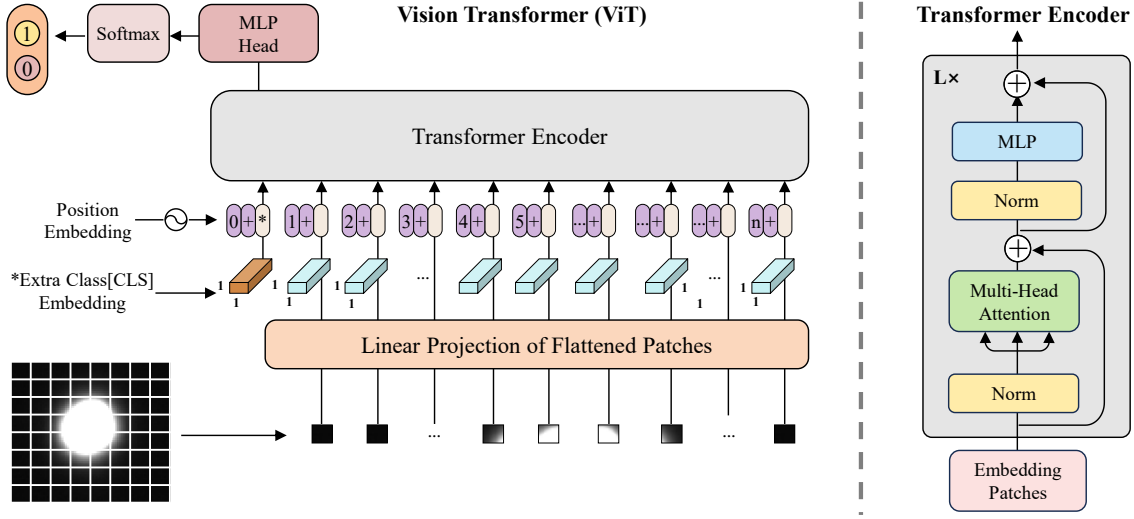 Vision Transformer (ViT)
1
0
Softmax
MLP
Head
Transformer Encoder
Position
Embedding
0+*
1+
2+
3+
4+
5+
...+
...+
...+
n+
*Extra Class[CLS]
Embedding
1
1
1
1
1
1
...
1
1
...
1
1
Linear Projection of Flattened Patches
...
...
Transformer Encoder
L×
+
MLP
Norm
+
Multi-Head
Attention
Norm
Embedding
Patches